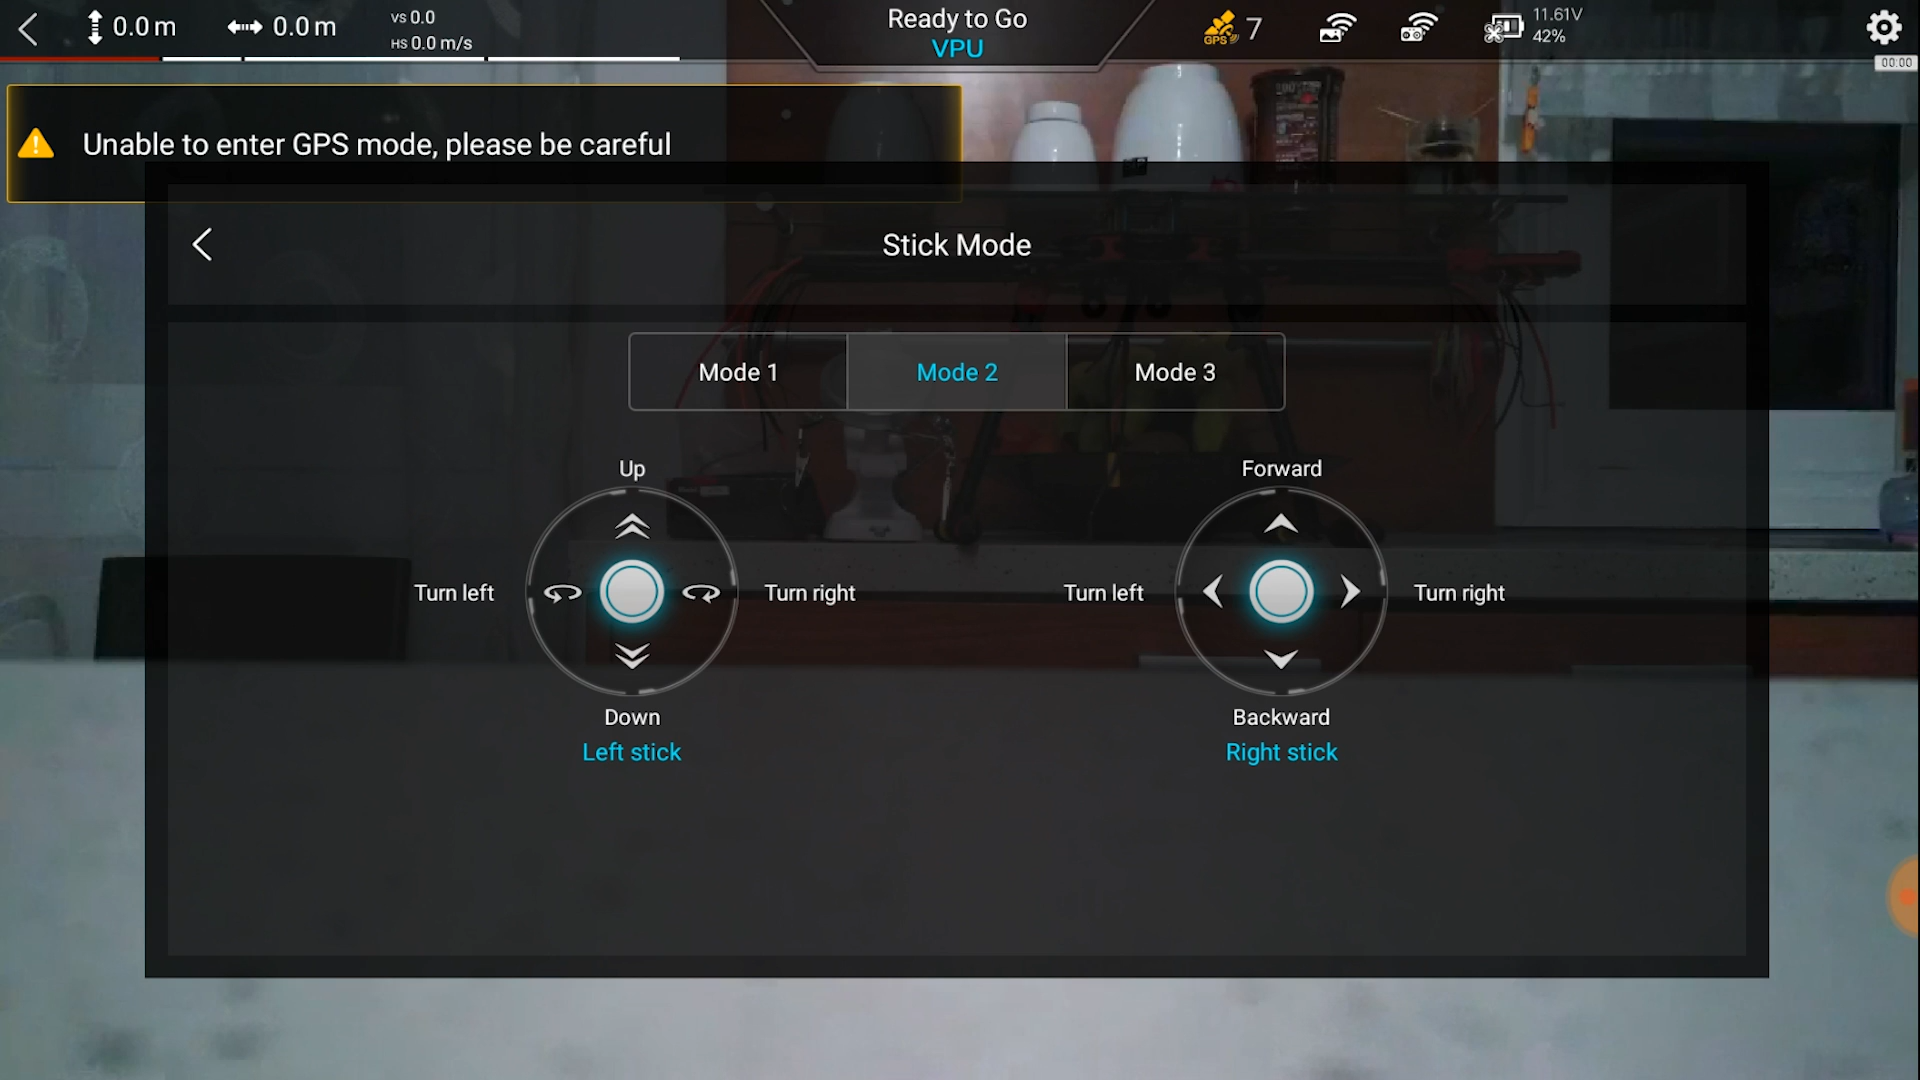 0.0 m
0.0 m
VS 0.0
HS 0.0 m/s
Ready to Go
VPU
GPS
7
11.61V
42%
00:00
Unable to enter GPS mode, please be careful
Stick Mode
Mode 1
Mode 2
Mode 3
Up
Turn left
Turn right
Down
Left stick
Forward
Turn left
Turn right
Backward
Right stick